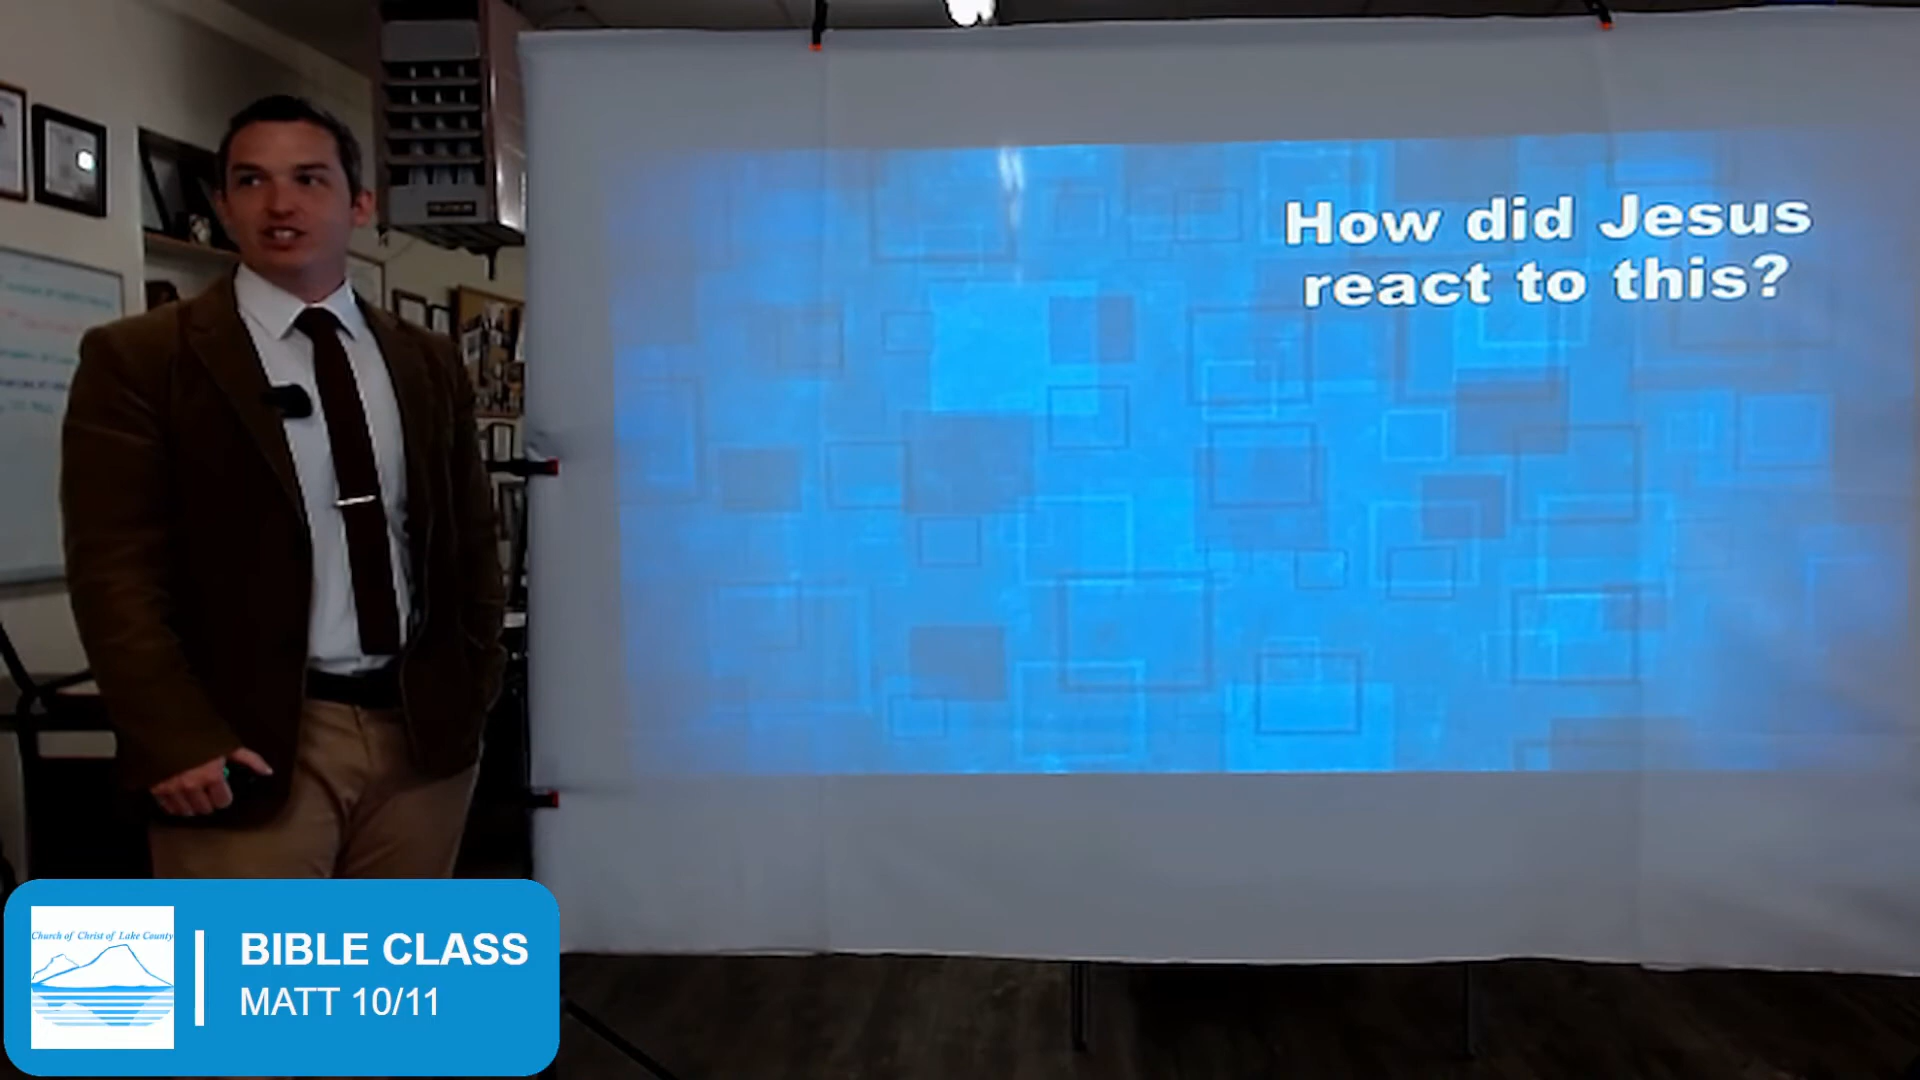 How did Jesus
react to this?
Church of Christ of Lake County
BIBLE CLASS
MATT 10/11